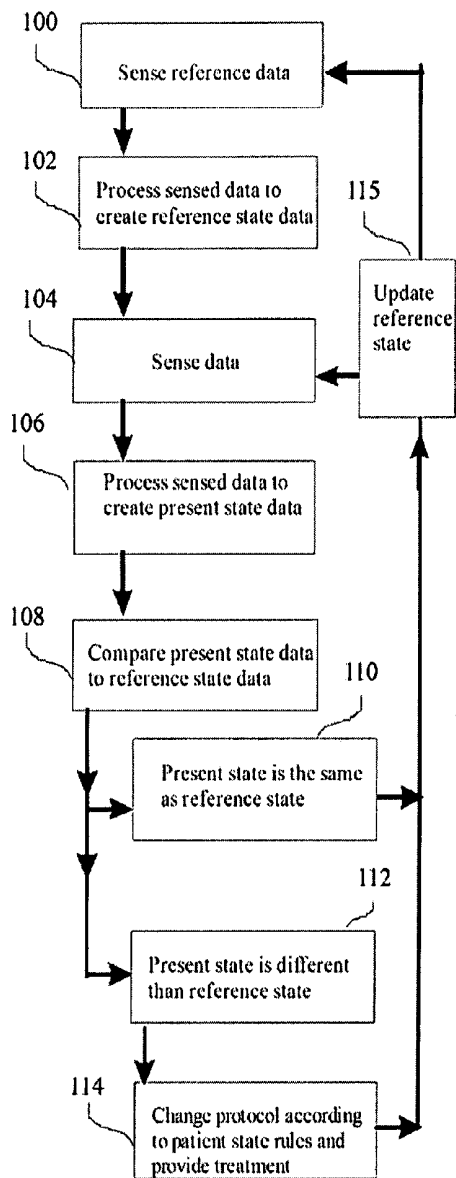 100
Sense reference data
102
Process sensed data to
create reference state data
115
Update
reference
state
104
Sense data
106
Process sensed data to
create present state data
108
Compare present state data
to reference state data
110
Present state is the same
as reference state
112
Present state is different
than reference state
114
Change protocol according
to patient state rules and
provide treatment